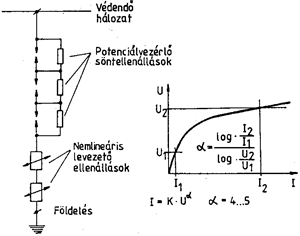 Védendő
hálózat
Potenciálvezérlő
söntellenállások
Nemlineáris
levezető
ellenállások
Földelés
U
U₂
U₁
α = log · I₂/I₁ / log · U₂/U₁
I₁
I₂
I
I = K · U^α α = 4...5